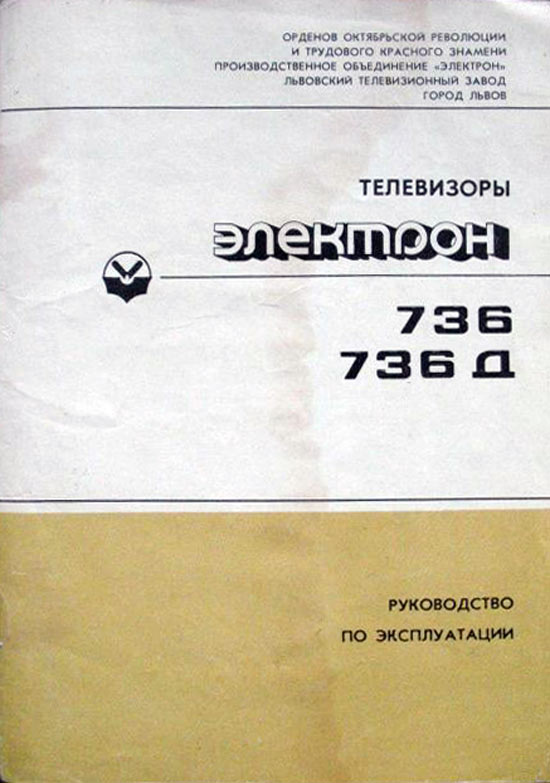 ОРДЕНОВ ОКТЯБРЬСКОЙ РЕВОЛЮЦИИ
И ТРУДОВОГО КРАСНОГО ЗНАМЕНИ
ПРОИЗВОДСТВЕННОЕ ОБЪЕДИНЕНИЕ «ЭЛЕКТРОН»
ЛЬВОВСКИЙ ТЕЛЕВИЗИОННЫЙ ЗАВОД
ГОРОД ЛЬВОВ
ТЕЛЕВИЗОРЫ
ЭЛЕКТРОН
736
736 Д
РУКОВОДСТВО
ПО ЭКСПЛУАТАЦИИ